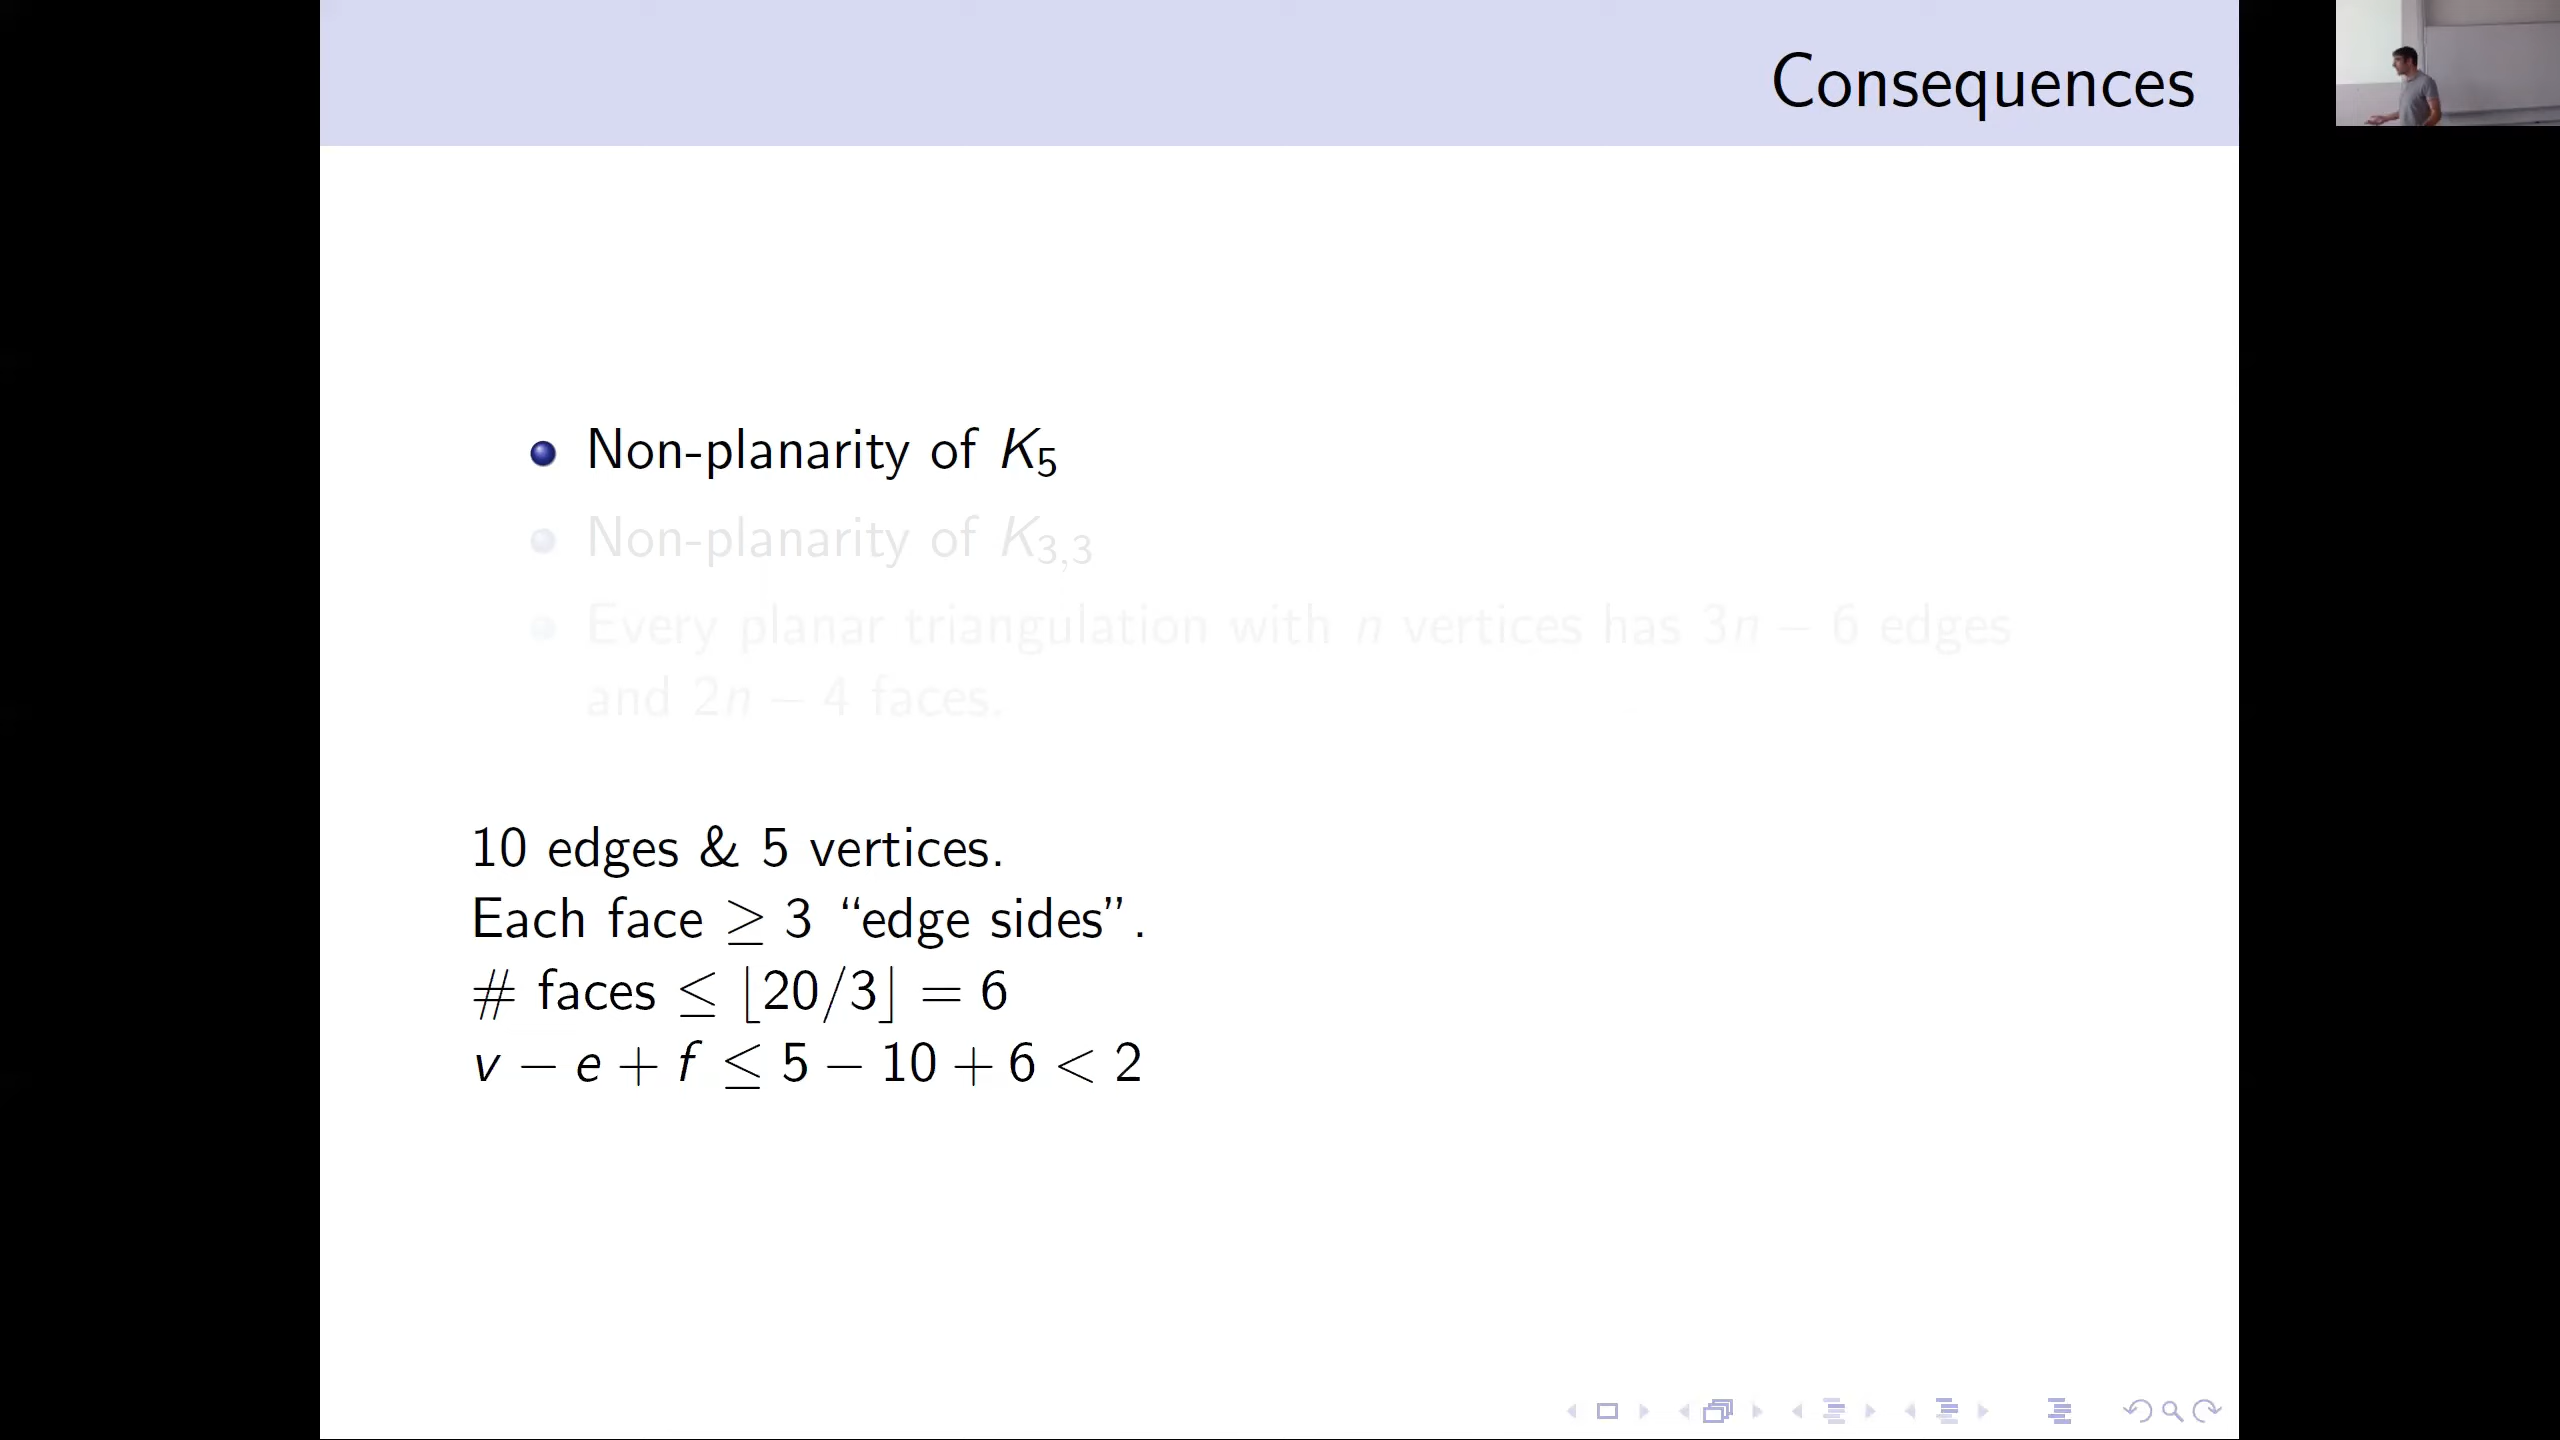 Consequences
Non-planarity of K5
Non-planarity of K3,3
Every planar triangulation with n vertices has 3n − 6 edges
and 2n − 4 faces.
10 edges & 5 vertices.
Each face ≥ 3 “edge sides”.
# faces ≤ ⌊20/3⌋ = 6
v − e + f ≤ 5 − 10 + 6 < 2